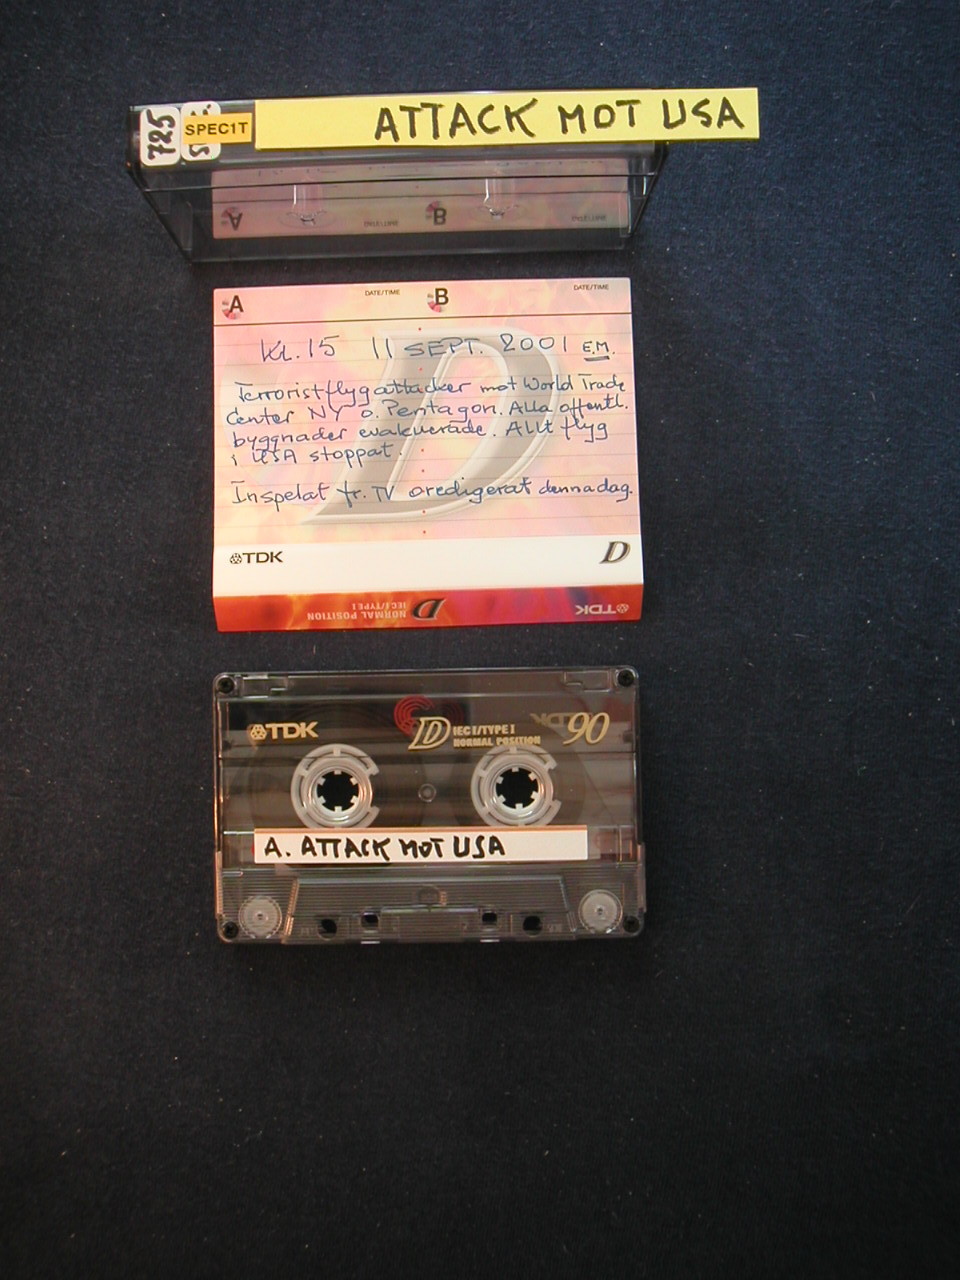 725
SPEC1T
ATTACK MOT USA
A
B
A DATE/TIME B DATE/TIME
Kl. 15 11 SEPT. 2001 E.M.
Terroristflygattacker mot World Trade
Center NY o. Pentagon. Alla offentl.
byggnader evakuerade. Allt flyg
i USA stoppat.
Inspelat fr. TV oredigerat denna dag.
TDK D
TDK D NORMAL POSITION
IEC I/TYPE I
TDK D IEC I/TYPE I
NORMAL POSITION
90
TDK
A. ATTACK MOT USA